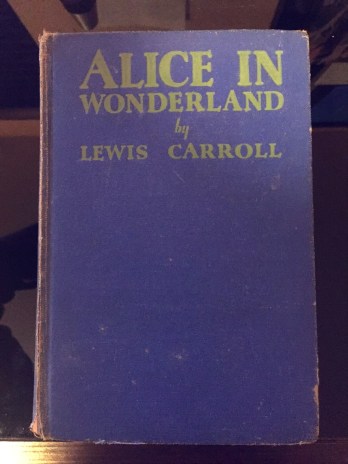 ALICE IN
WONDERLAND
by
LEWIS CARROLL